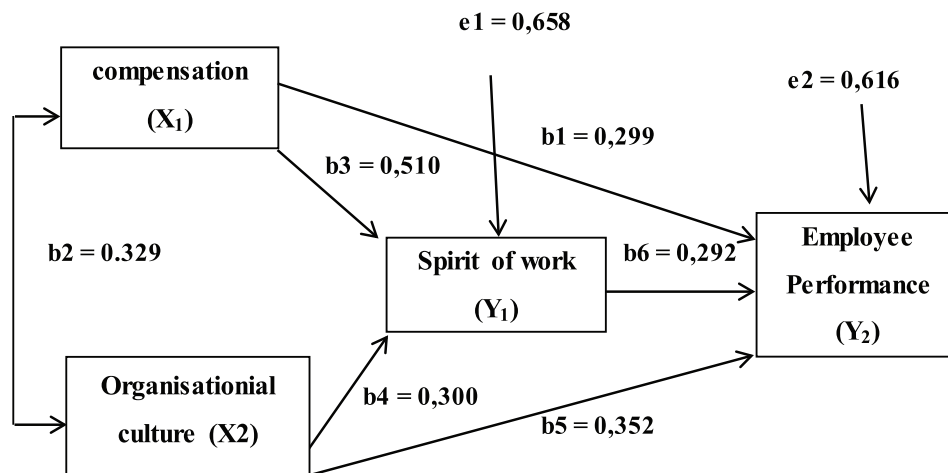 e1 = 0,658
compensation
(X₁)
e2 = 0,616
b1 = 0,299
b3 = 0,510
b2 = 0.329
Spirit of work
(Y₁)
b6 = 0,292
Employee
Performance
(Y₂)
Organisationial
culture (X2)
b4 = 0,300
b5 = 0,352